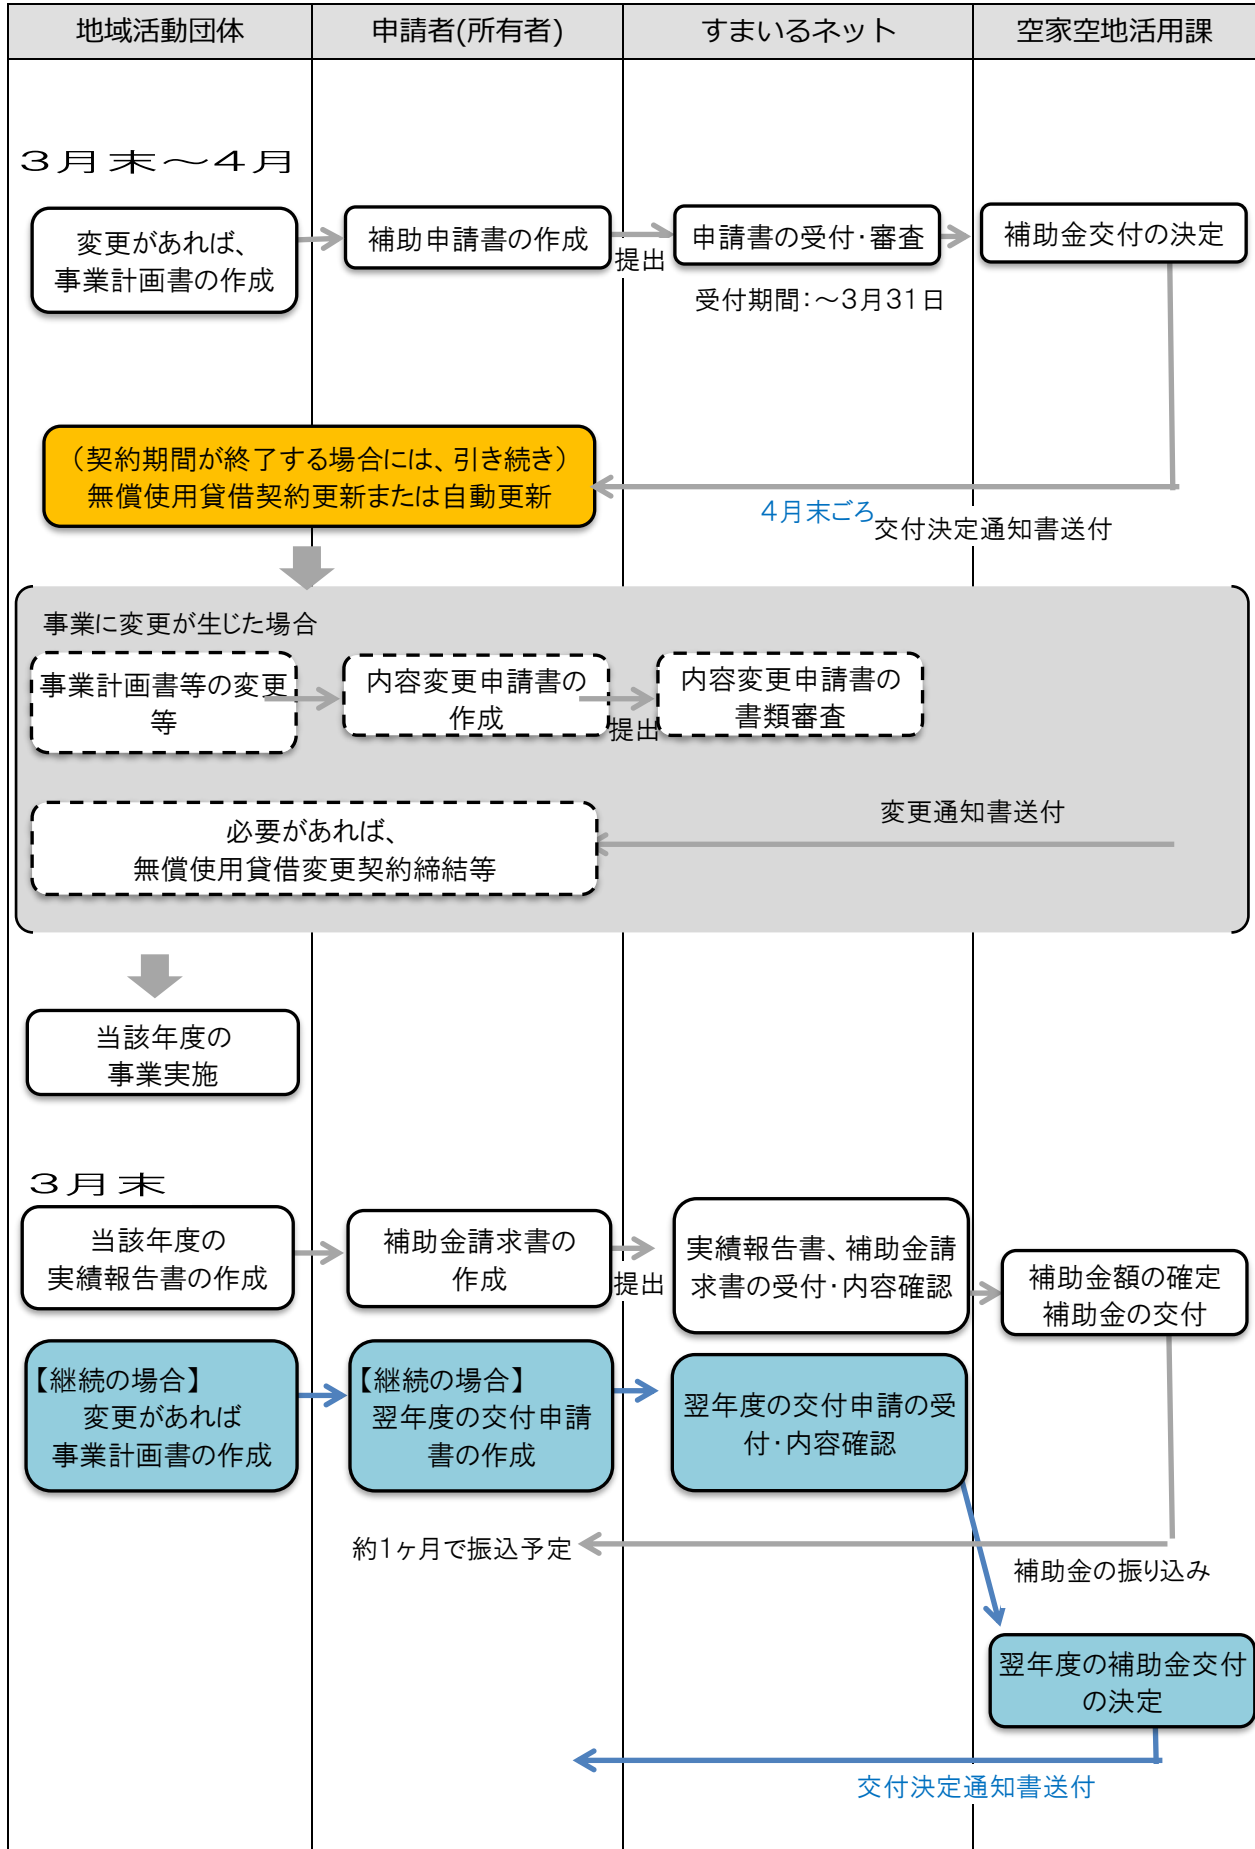 地域活動団体
申請者(所有者)
すまいるネット
空家空地活用課
3月末～4月
変更があれば、
事業計画書の作成
補助申請書の作成
提出
申請書の受付・審査
受付期間：～3月31日
補助金交付の決定
（契約期間が終了する場合には、引き続き）
無償使用貸借契約更新または自動更新
4月末ごろ
交付決定通知書送付
事業に変更が生じた場合
事業計画書等の変更
等
内容変更申請書の
作成
提出
内容変更申請書の
書類審査
必要があれば、
無償使用貸借変更契約締結等
変更通知書送付
当該年度の
事業実施
3月末
当該年度の
実績報告書の作成
補助金請求書の
作成
提出
実績報告書、補助金請
求書の受付・内容確認
補助金額の確定
補助金の交付
【継続の場合】
変更があれば
事業計画書の作成
【継続の場合】
翌年度の交付申請
書の作成
翌年度の交付申請の受
付・内容確認
約1ヶ月で振込予定
補助金の振り込み
翌年度の補助金交付
の決定
交付決定通知書送付